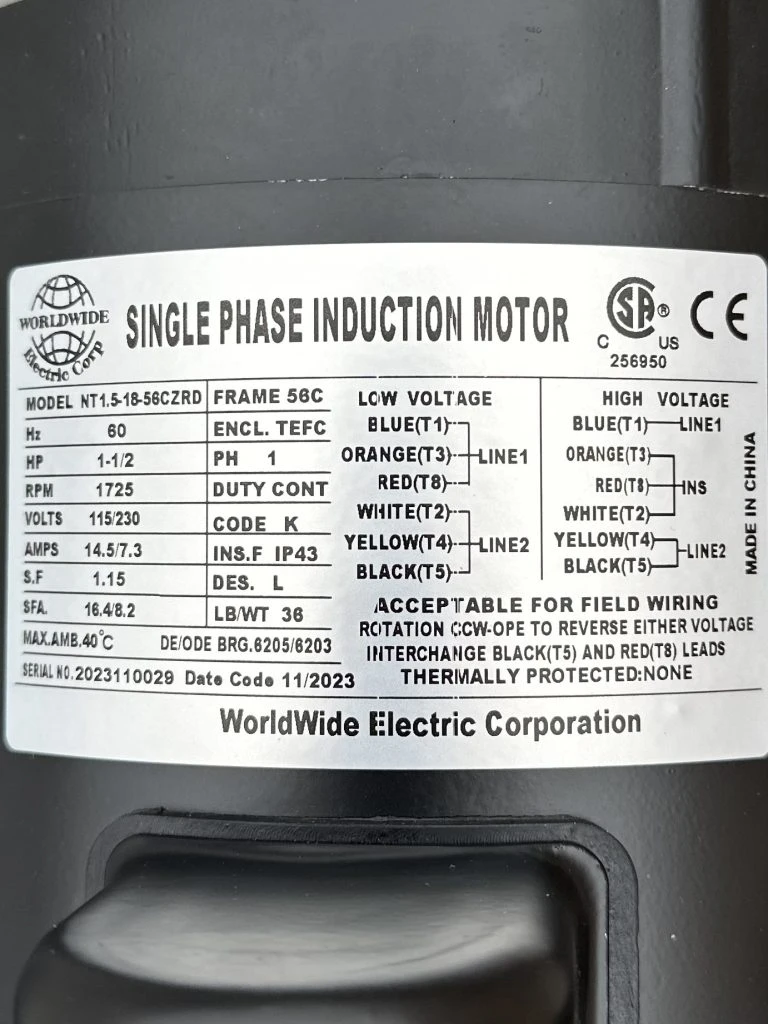 WORLDWIDE
Electric Corp
SINGLE PHASE INDUCTION MOTOR
SA ®
C US
256950
CE
MODEL NT1.5-18-56CZRD FRAME 56C
Hz 60 ENCL. TEFC
HP 1-1/2 PH 1
RPM 1725 DUTY CONT
VOLTS 115/230 CODE K
AMPS 14.5/7.3 INS.F IP43
S.F 1.15 DES. L
SFA. 16.4/8.2 LB/WT 36
MAX.AMB.40°C DE/ODE BRG.6205/6203
SERIAL NO.2023110029 Date Code 11/2023
LOW VOLTAGE
BLUE(T1)
ORANGE(T3) LINE1
RED(T8)
WHITE(T2)
YELLOW(T4) LINE2
BLACK(T5)
HIGH VOLTAGE
BLUE(T1) LINE1
ORANGE(T3)
RED(T8) INS
WHITE(T2)
YELLOW(T4) LINE2
BLACK(T5)
MADE IN CHINA
ACCEPTABLE FOR FIELD WIRING
ROTATION CCW-OPE TO REVERSE EITHER VOLTAGE
INTERCHANGE BLACK(T5) AND RED(T8) LEADS
THERMALLY PROTECTED:NONE
WorldWide Electric Corporation